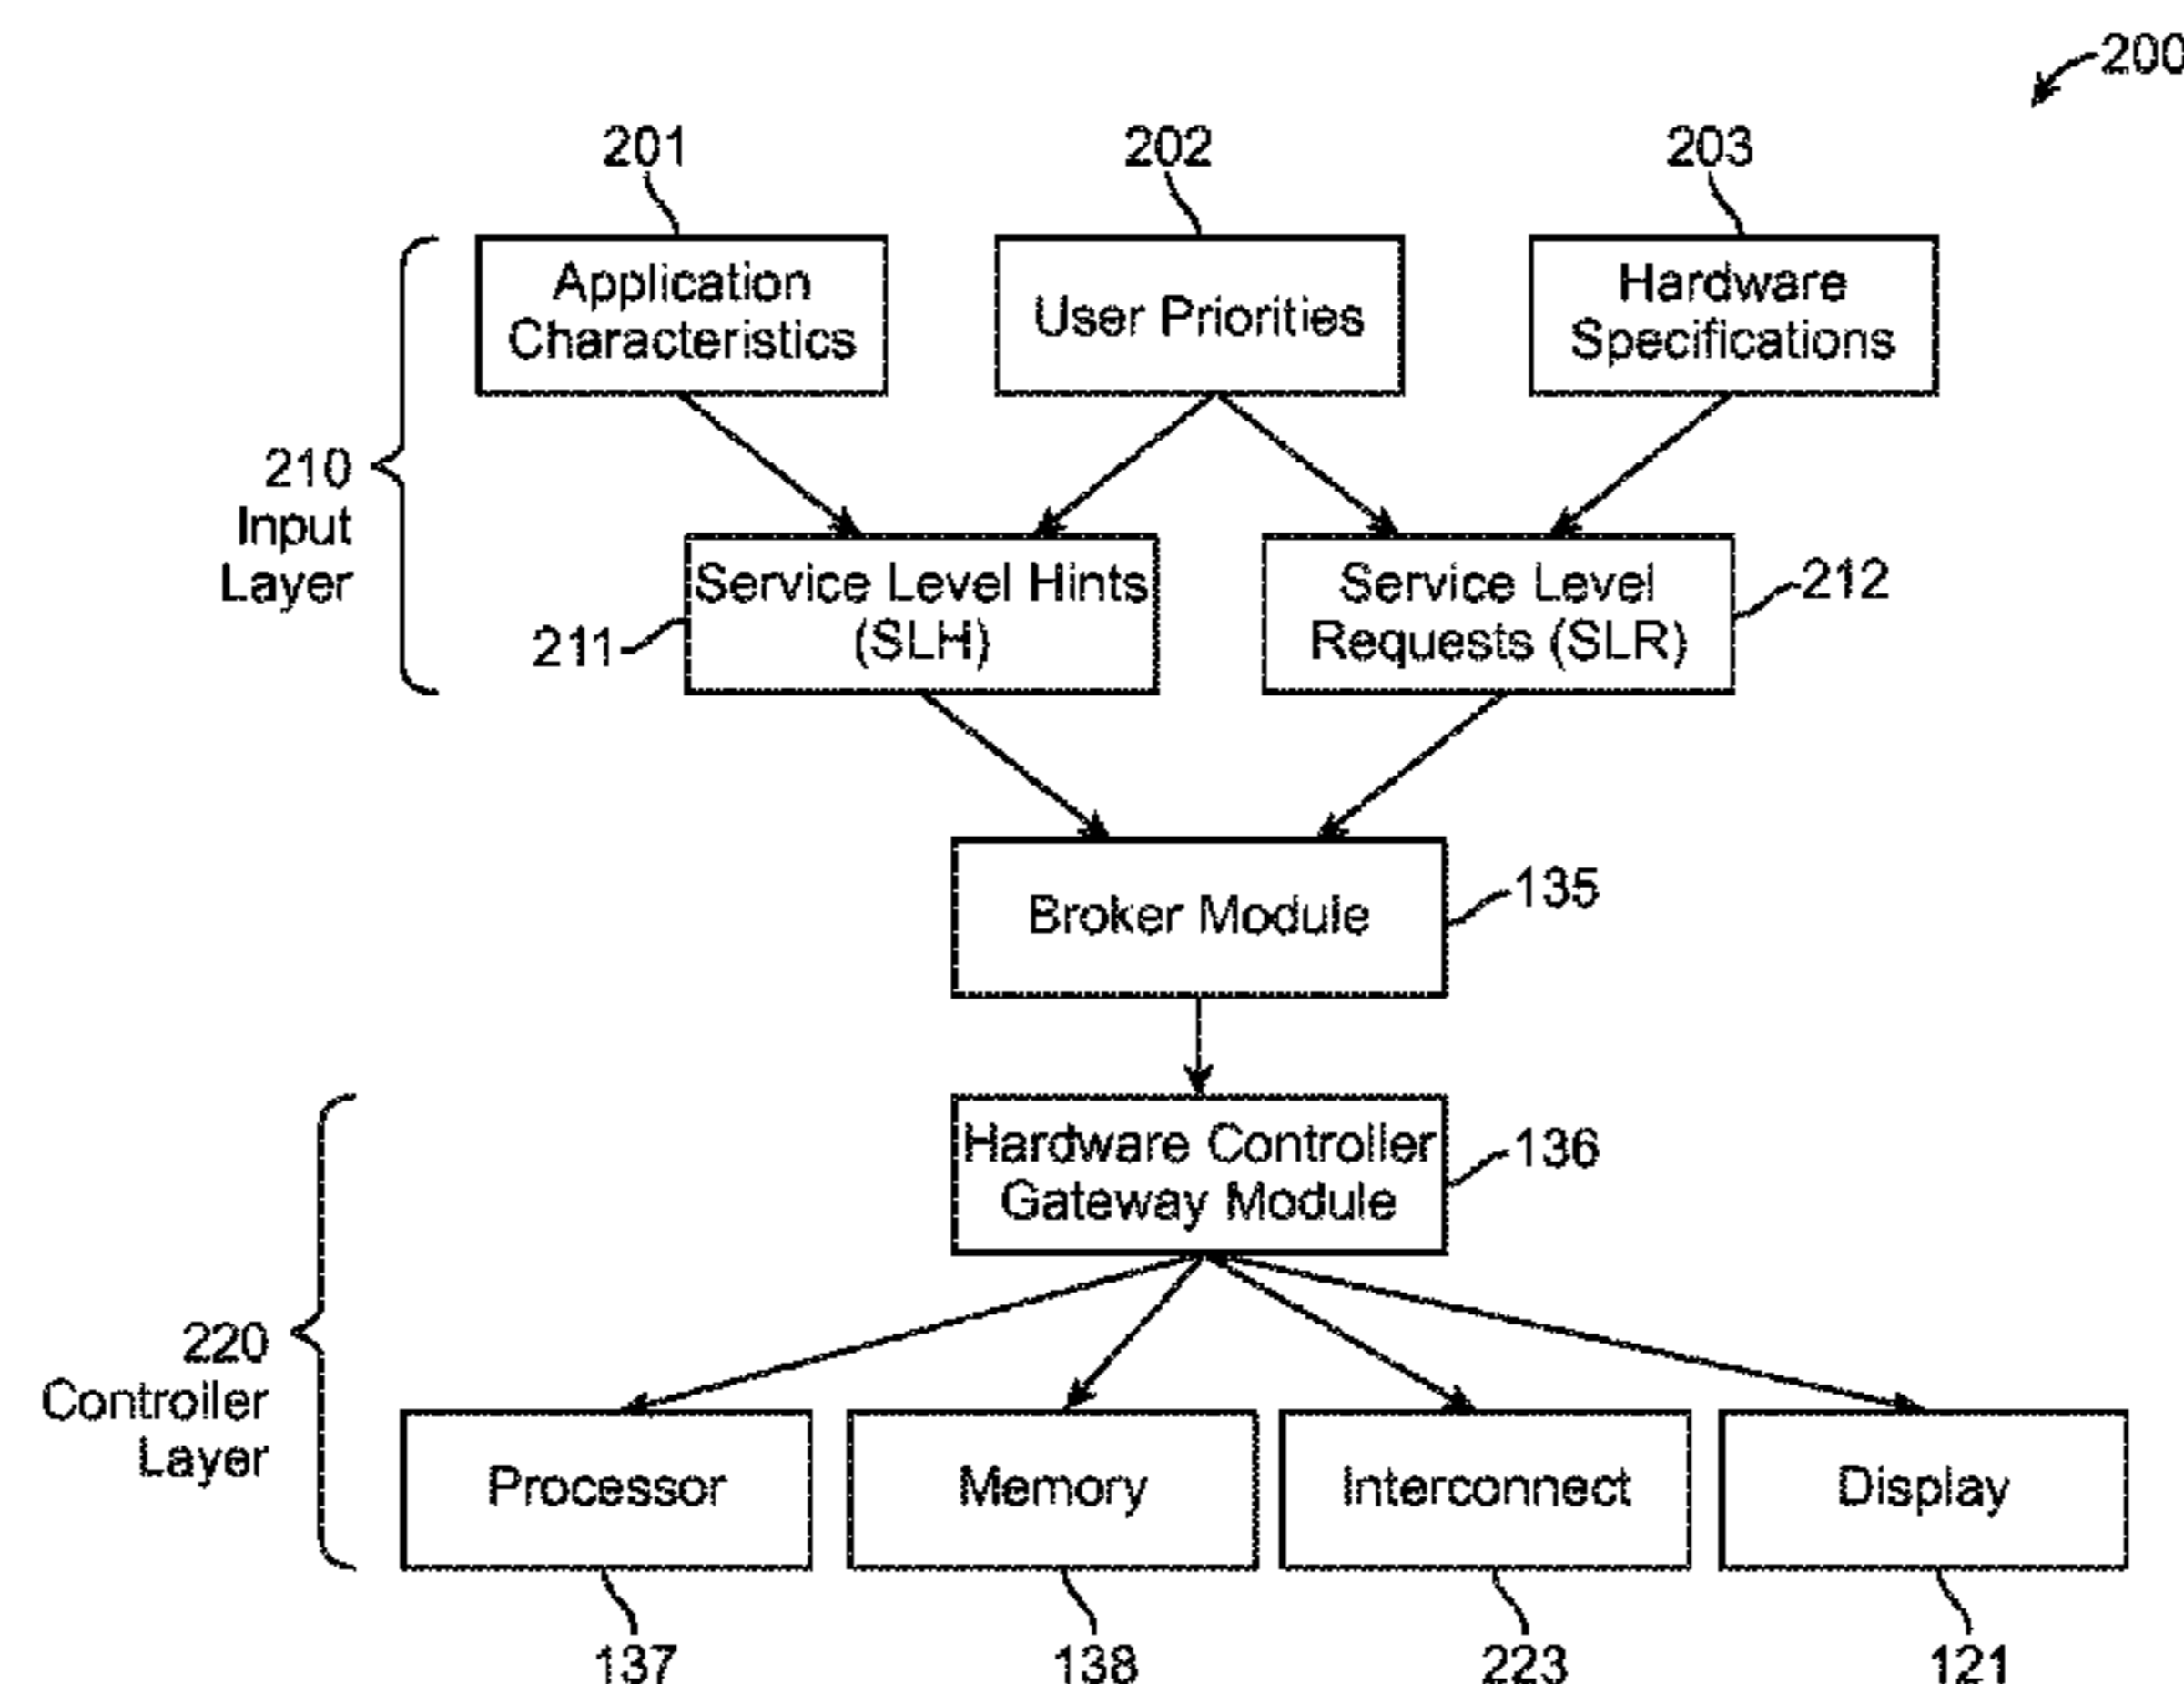 200
201
202
203
Application
Characteristics
User Priorities
Hardware
Specifications
210
Input
Layer
Service Level Hints
(SLH)
211
Service Level
Requests (SLR)
212
Broker Module
135
Hardware Controller
Gateway Module
136
220
Controller
Layer
Processor
Memory
Interconnect
Display
137
138
223
121